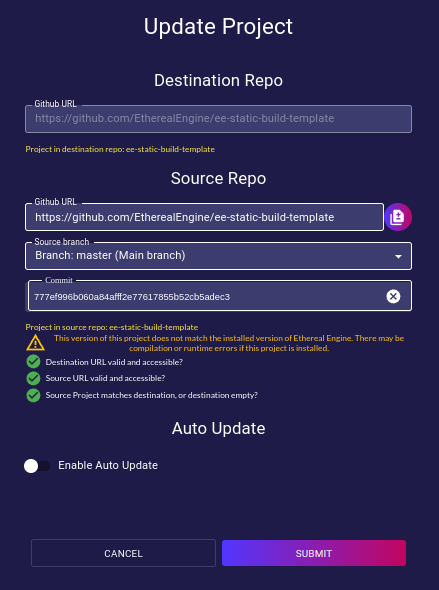 Update Project
Destination Repo
Github URL
https://github.com/EtherealEngine/ee-static-build-template
Project in destination repo: ee-static-build-template
Source Repo
Github URL
https://github.com/EtherealEngine/ee-static-build-template
Source branch
Branch: master (Main branch)
Commit
777ef996b060a84afff2e77617855b52cb5adec3
Project in source repo: ee-static-build-template
This version of this project does not match the installed version of Ethereal Engine. There may be
compilation or runtime errors if this project is installed.
Destination URL valid and accessible?
Source URL valid and accessible?
Source Project matches destination, or destination empty?
Auto Update
Enable Auto Update
CANCEL
SUBMIT